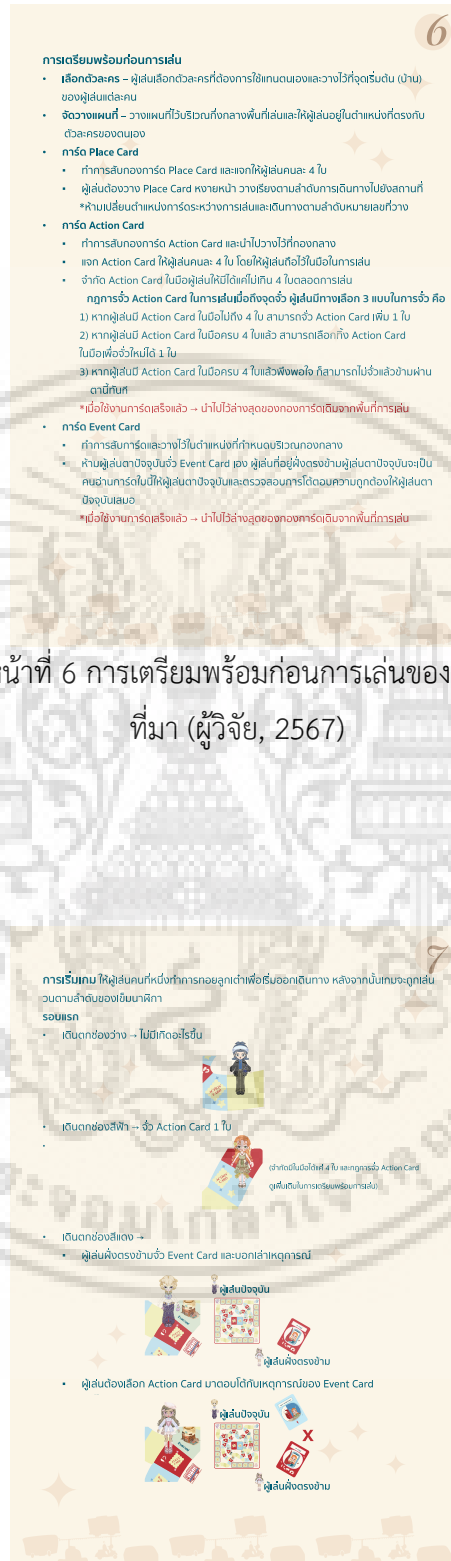 6
การเตรียมพร้อมก่อนการเล่น
• เลือกตัวละคร – ผู้เล่นเลือกตัวละครที่ต้องการใช้แทนตนเองและวางไว้ที่จุดเริ่มต้น (บ้าน)
ของผู้เล่นแต่ละคน
• จัดวางแผนที่ – วางแผนที่ไว้บริเวณกึ่งกลางพื้นที่เล่นและให้ผู้เล่นอยู่ในตำแหน่งที่ตรงกับ
ตัวละครของตนเอง
• การ์ด Place Card
• ทำการสับกองการ์ด Place Card และแจกให้ผู้เล่นคนละ 4 ใบ
• ผู้เล่นต้องวาง Place Card หงายหน้า วางเรียงตามลำดับการเดินทางไปยังสถานที่
*ห้ามเปลี่ยนตำแหน่งการ์ดระหว่างการเล่นและเดินทางตามลำดับหมายเลขที่วาง
• การ์ด Action Card
• ทำการสับกองการ์ด Action Card และนำไปวางไว้ที่กองกลาง
• แจก Action Card ให้ผู้เล่นคนละ 4 ใบ โดยให้ผู้เล่นถือไว้ในมือในการเล่น
• จำกัด Action Card ในมือผู้เล่นให้มีได้แค่ไม่เกิน 4 ใบตลอดการเล่น
กฎการจั่ว Action Card ในการเล่นเมื่อถึงจุดจั่ว ผู้เล่นมีทางเลือก 3 แบบในการจั่ว คือ
1) หากผู้เล่นมี Action Card ในมือไม่ถึง 4 ใบ สามารถจั่ว Action Card เพิ่ม 1 ใบ
2) หากผู้เล่นมี Action Card ในมือครบ 4 ใบแล้ว สามารถเลือกทิ้ง Action Card
ในมือเพื่อจั่วใหม่ได้ 1 ใบ
3) หากผู้เล่นมี Action Card ในมือครบ 4 ใบแล้วพึงพอใจ ก็สามารถไม่จั่วแล้วข้ามผ่าน
ตานี้ทันที
*เมื่อใช้งานการ์ดเสร็จแล้ว → นำไปไว้ล่างสุดของกองการ์ดเดิมจากพื้นที่การเล่น
• การ์ด Event Card
• ทำการสับการ์ดและวางไว้ในตำแหน่งที่กำหนดบริเวณกองกลาง
• ห้ามผู้เล่นตาปัจจุบันจั่ว Event Card เอง ผู้เล่นที่อยู่ฝั่งตรงข้ามผู้เล่นตาปัจจุบันจะเป็น
คนอ่านการ์ดใบนี้ให้ผู้เล่นตาปัจจุบันและตรวจสอบการโต้ตอบความถูกต้องให้ผู้เล่นตา
ปัจจุบันเสมอ
*เมื่อใช้งานการ์ดเสร็จแล้ว → นำไปไว้ล่างสุดของกองการ์ดเดิมจากพื้นที่การเล่น
น้าที่ 6 การเตรียมพร้อมก่อนการเล่นของ
ที่มา (ผู้วิจัย, 2567)
7
การเริ่มเกม ให้ผู้เล่นคนที่หนึ่งทำการทอยลูกเต๋าเพื่อเริ่มออกเดินทาง หลังจากนั้นเกมจะถูกเล่น
วนตามลำดับของเข็มนาฬิกา
รอบแรก
• เดินตกช่องว่าง → ไม่มีเกิดอะไรขึ้น
• เดินตกช่องสีฟ้า → จั่ว Action Card 1 ใบ
•
(จำกัดมีในมือได้แค่ 4 ใบ และกฎการจั่ว Action Card
ดูเพิ่มเติมในการเตรียมพร้อมการเล่น)
• เดินตกช่องสีแดง →
• ผู้เล่นฝั่งตรงข้ามจั่ว Event Card และบอกเล่าเหตุการณ์
ผู้เล่นปัจจุบัน
ผู้เล่นฝั่งตรงข้าม
• ผู้เล่นต้องเลือก Action Card มาตอบโต้กับเหตุการณ์ของ Event Card
ผู้เล่นปัจจุบัน
X
ผู้เล่นฝั่งตรงข้าม